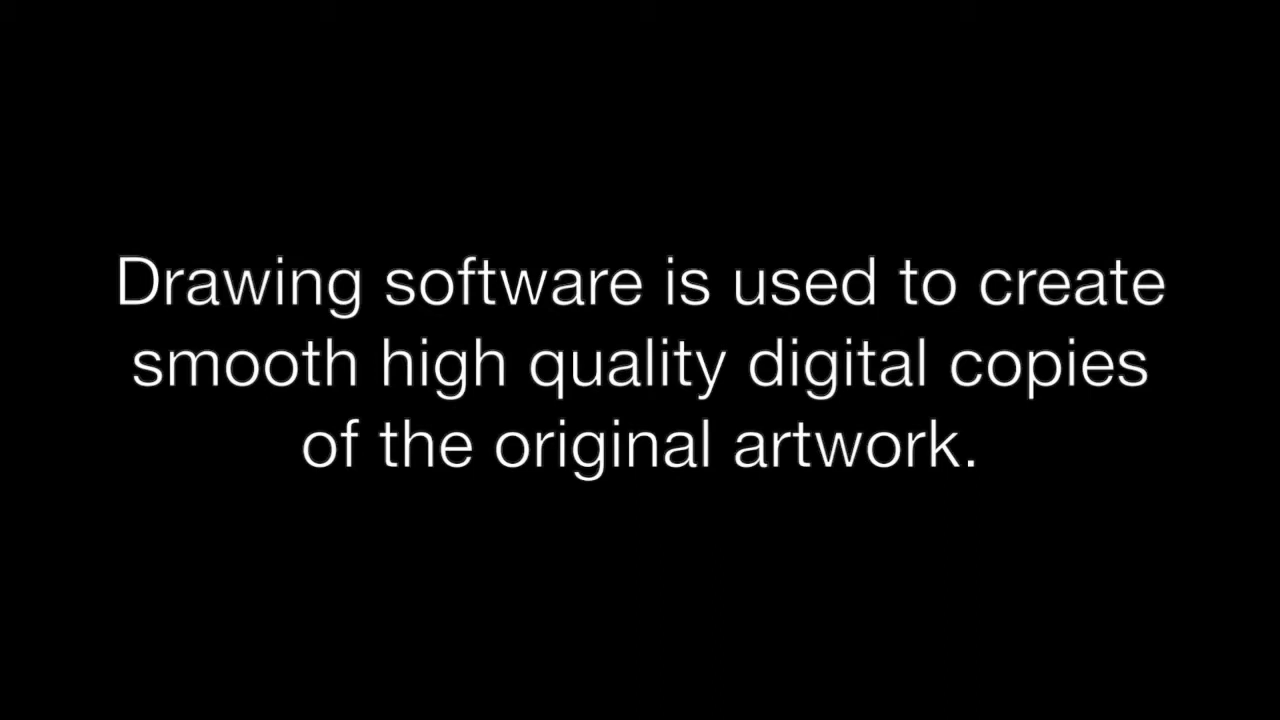 Drawing software is used to create
smooth high quality digital copies
of the original artwork.